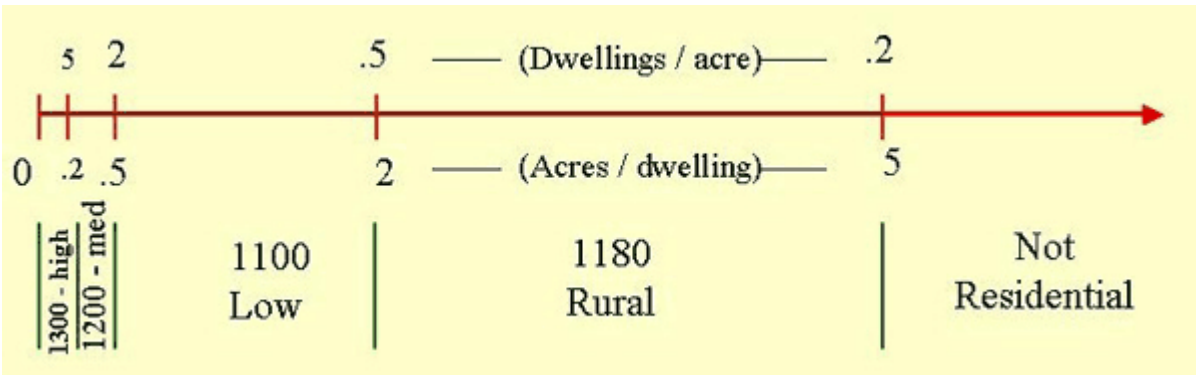 5 2 .5 (Dwellings / acre) .2
0 .2 .5 2 (Acres / dwelling) 5
1300 - high
1200 - med
1100
Low
1180
Rural
Not
Residential